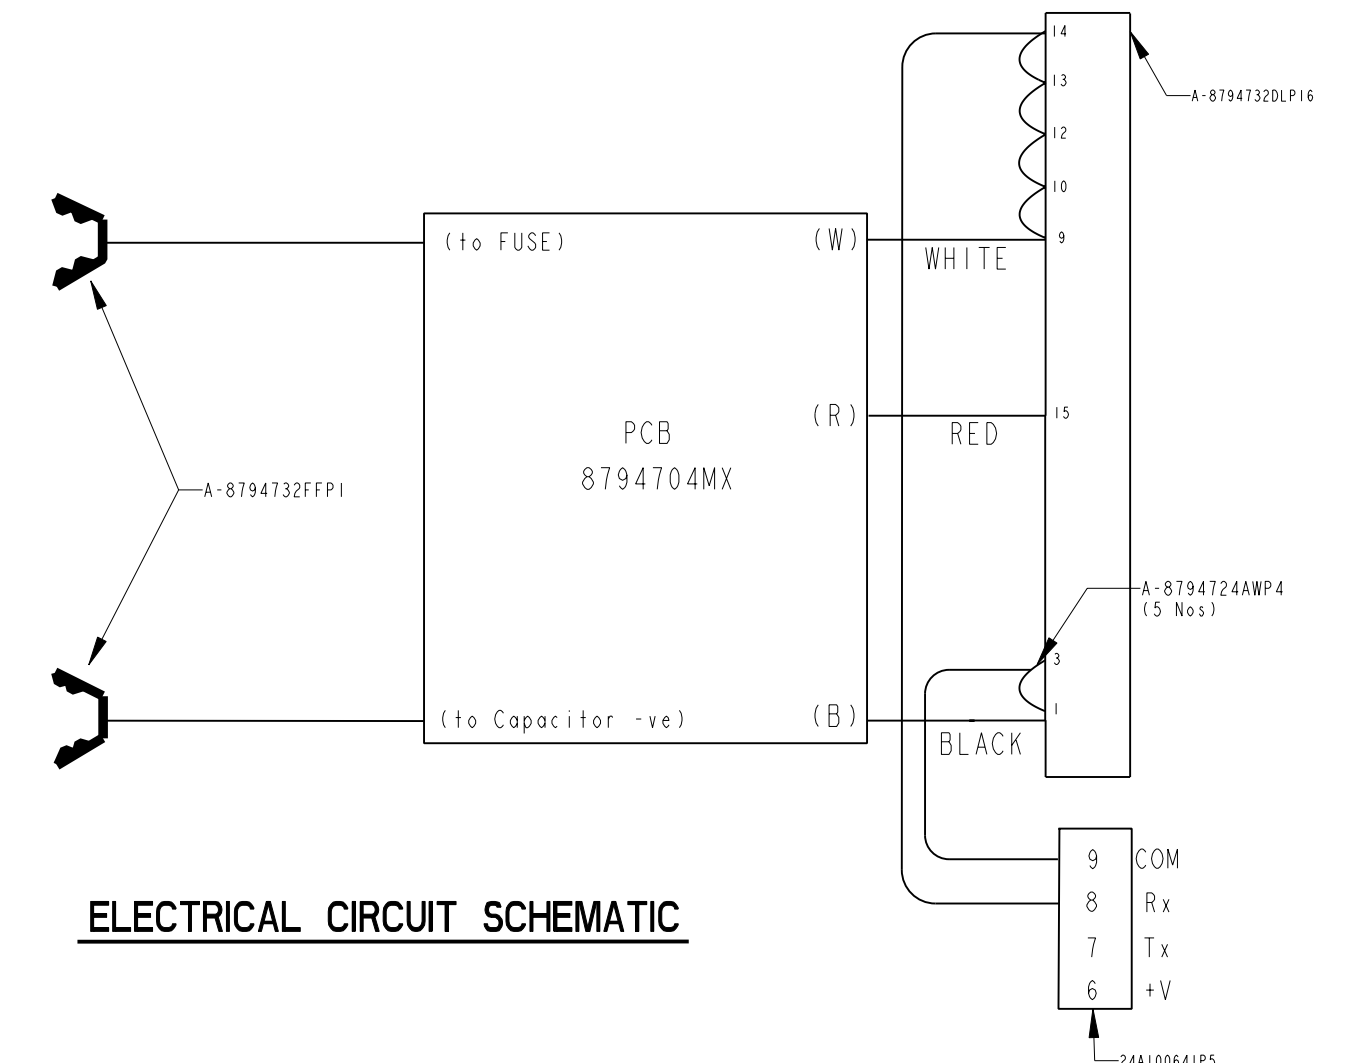 14
13
A-8794732DLP16
12
10
(to FUSE)
(W)
9
WHITE
(R)
15
RED
PCB
8794704MX
A-8794732FFP1
A-8794724AWP4
(5 Nos)
3
1
(to Capacitor -ve)
(B)
BLACK
9 COM
8 Rx
7 Tx
6 +V
ELECTRICAL CIRCUIT SCHEMATIC
24A10064JP5